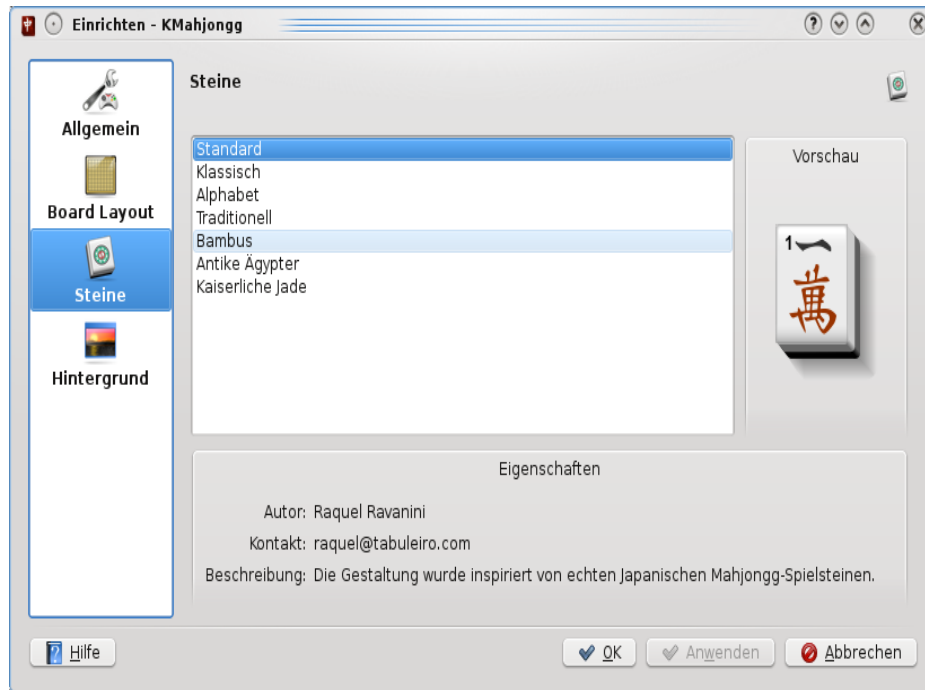 Einrichten - KMahjongg
Allgemein
Board Layout
Steine
Hintergrund
Steine
Standard
Klassisch
Alphabet
Traditionell
Bambus
Antike Ägypter
Kaiserliche Jade
Vorschau
1 一
萬
Eigenschaften
Autor: Raquel Ravanini
Kontakt: raquel@tabuleiro.com
Beschreibung: Die Gestaltung wurde inspiriert von echten Japanischen Mahjongg-Spielsteinen.
Hilfe
OK
Anwenden
Abbrechen